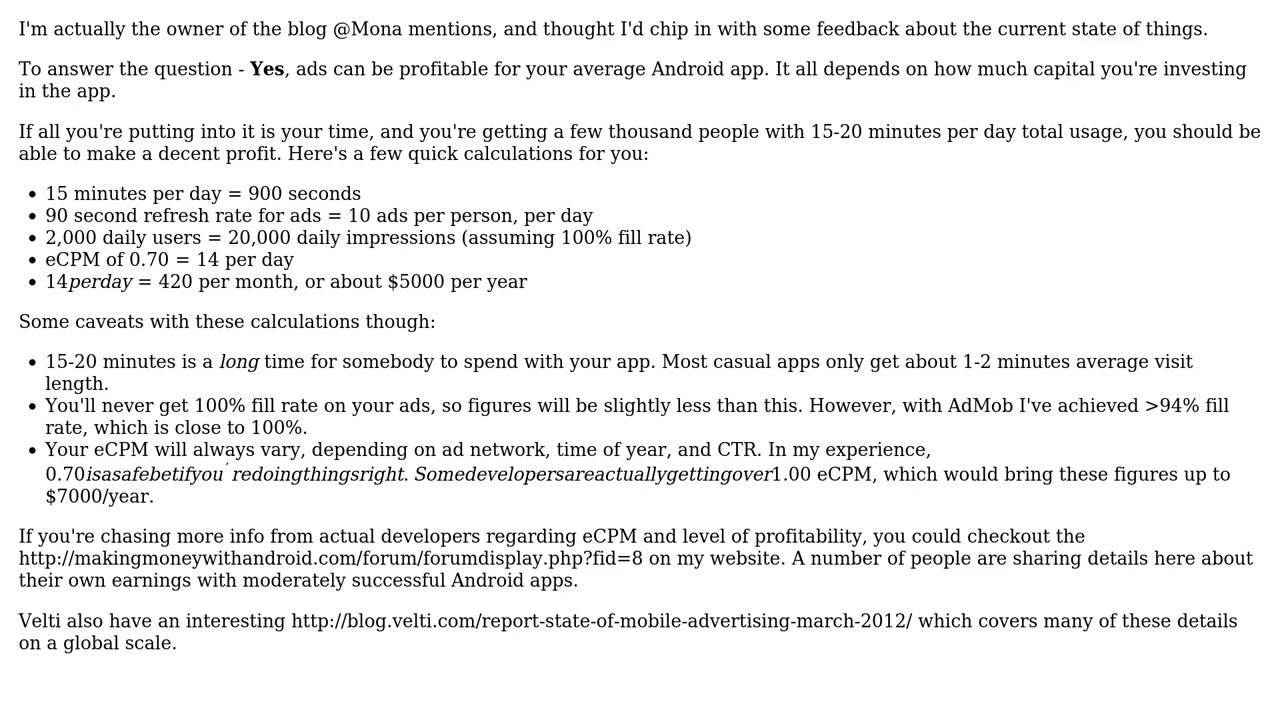 I'm actually the owner of the blog @Mona mentions, and thought I'd chip in with some feedback about the current state of things.
To answer the question - Yes, ads can be profitable for your average Android app. It all depends on how much capital you're investing
in the app.
If all you're putting into it is your time, and you're getting a few thousand people with 15-20 minutes per day total usage, you should be
able to make a decent profit. Here's a few quick calculations for you:
• 15 minutes per day = 900 seconds
• 90 second refresh rate for ads = 10 ads per person, per day
• 2,000 daily users = 20,000 daily impressions (assuming 100% fill rate)
• eCPM of 0.70 = 14 per day
• 14perday = 420 per month, or about $5000 per year
Some caveats with these calculations though:
• 15-20 minutes is a long time for somebody to spend with your app. Most casual apps only get about 1-2 minutes average visit
length.
• You'll never get 100% fill rate on your ads, so figures will be slightly less than this. However, with AdMob I've achieved >94% fill
rate, which is close to 100%.
• Your eCPM will always vary, depending on ad network, time of year, and CTR. In my experience,
0.70isasafebetifyou′redoingthingsright.Somedevelopersareactuallygettingover1.00 eCPM, which would bring these figures up to
$7000/year.
If you're chasing more info from actual developers regarding eCPM and level of profitability, you could checkout the
http://makingmoneywithandroid.com/forum/forumdisplay.php?fid=8 on my website. A number of people are sharing details here about
their own earnings with moderately successful Android apps.
Velti also have an interesting http://blog.velti.com/report-state-of-mobile-advertising-march-2012/ which covers many of these details
on a global scale.